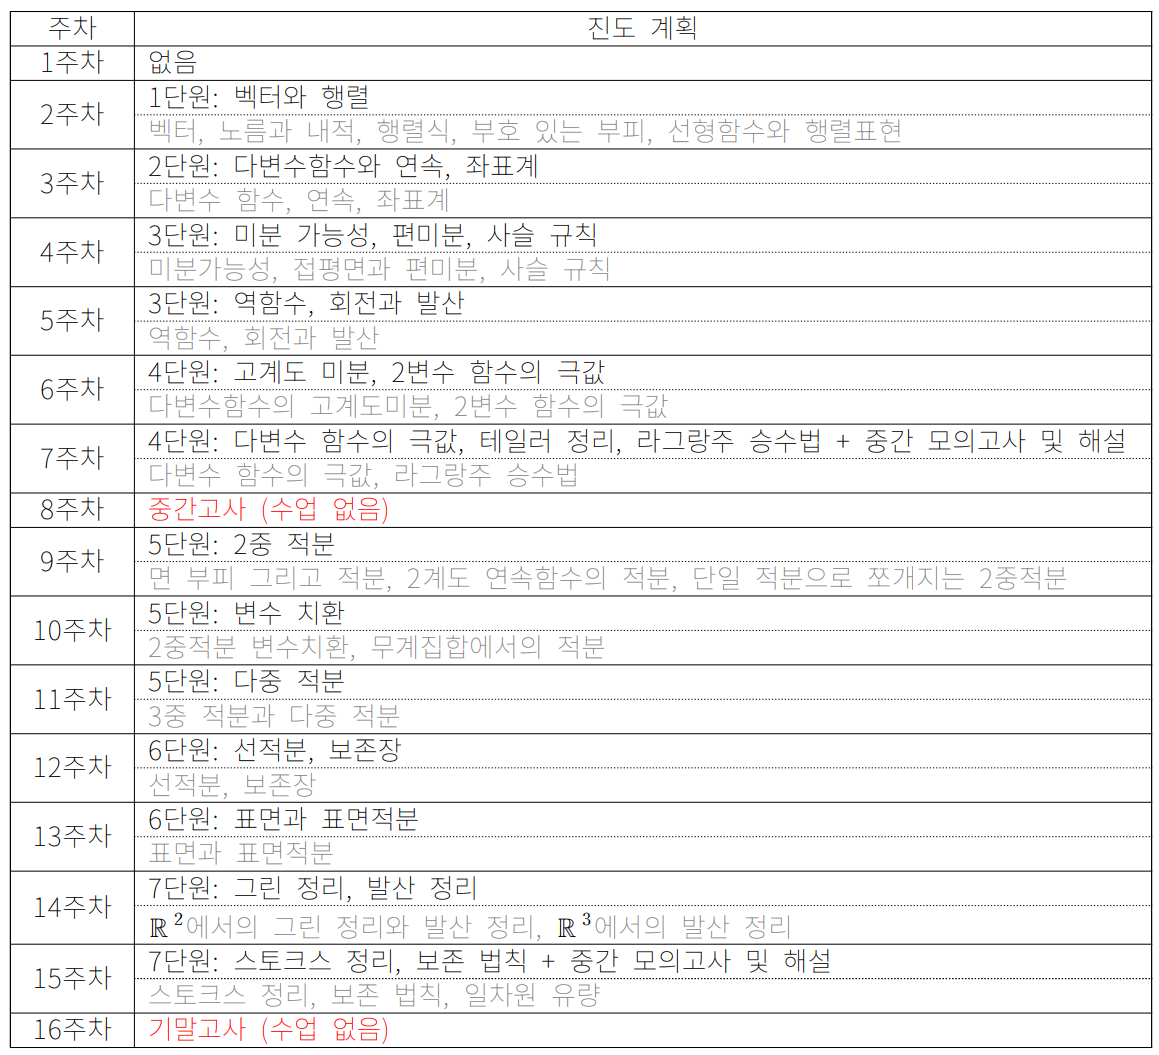 주차 진도 계획
1주차 없음
2주차 1단원: 벡터와 행렬
벡터, 노름과 내적, 행렬식, 부호 있는 부피, 선형함수와 행렬표현
3주차 2단원: 다변수함수와 연속, 좌표계
다변수 함수, 연속, 좌표계
4주차 3단원: 미분 가능성, 편미분, 사슬 규칙
미분가능성, 접평면과 편미분, 사슬 규칙
5주차 3단원: 역함수, 회전과 발산
역함수, 회전과 발산
6주차 4단원: 고계도 미분, 2변수 함수의 극값
다변수함수의 고계도미분, 2변수 함수의 극값
7주차 4단원: 다변수 함수의 극값, 테일러 정리, 라그랑주 승수법 + 중간 모의고사 및 해설
다변수 함수의 극값, 라그랑주 승수법
8주차 중간고사 (수업 없음)
9주차 5단원: 2중 적분
면 부피 그리고 적분, 2계도 연속함수의 적분, 단일 적분으로 쪼개지는 2중적분
10주차 5단원: 변수 치환
2중적분 변수치환, 무계집합에서의 적분
11주차 5단원: 다중 적분
3중 적분과 다중 적분
12주차 6단원: 선적분, 보존장
선적분, 보존장
13주차 6단원: 표면과 표면적분
표면과 표면적분
14주차 7단원: 그린 정리, 발산 정리
ℝ²에서의 그린 정리와 발산 정리, ℝ³에서의 발산 정리
15주차 7단원: 스토크스 정리, 보존 법칙 + 중간 모의고사 및 해설
스토크스 정리, 보존 법칙, 일차원 유량
16주차 기말고사 (수업 없음)